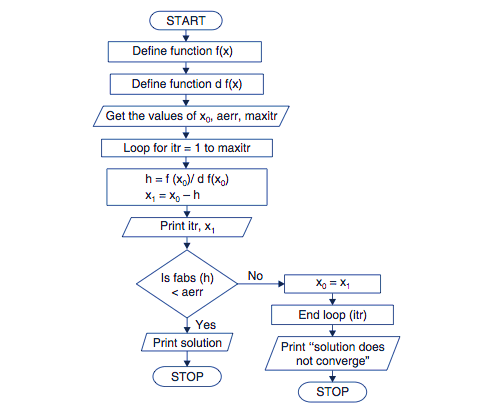 START
Define function f(x)
Define function d f(x)
Get the values of x₀, aerr, maxitr
Loop for itr = 1 to maxitr
h = f (x₀)/ d f(x₀)
x₁ = x₀ – h
Print itr, x₁
Is fabs (h)
< aerr
No
x₀ = x₁
End loop (itr)
Print “solution does
not converge”
STOP
Yes
Print solution
STOP